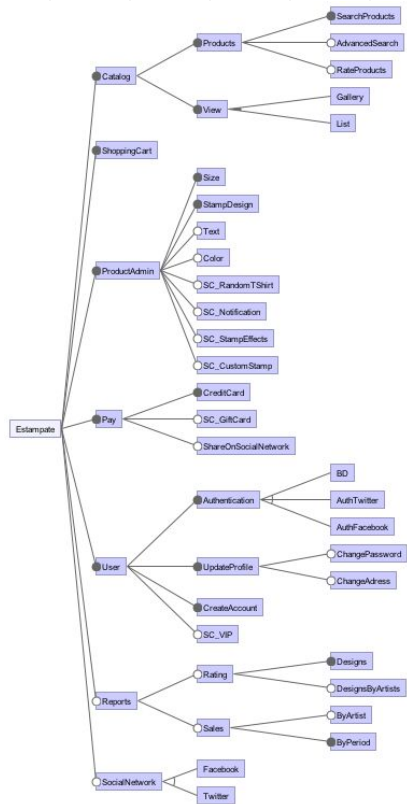 SearchProducts
Products
AdvancedSearch
RateProducts
Catalog
Gallery
View
List
ShoppingCart
Size
StampDesign
Text
Color
ProductAdmin
SC_RandomTShirt
SC_Notification
SC_StampEffects
SC_CustomStamp
CreditCard
Pay
SC_GiftCard
Estampate
ShareOnSocialNetwork
BD
Authentication
AuthTwitter
AuthFacebook
ChangePassword
User
UpdateProfile
ChangeAdress
CreateAccount
SC_VIP
Designs
Rating
DesignsByArtists
Reports
ByArtist
Sales
ByPeriod
Facebook
SocialNetwork
Twitter